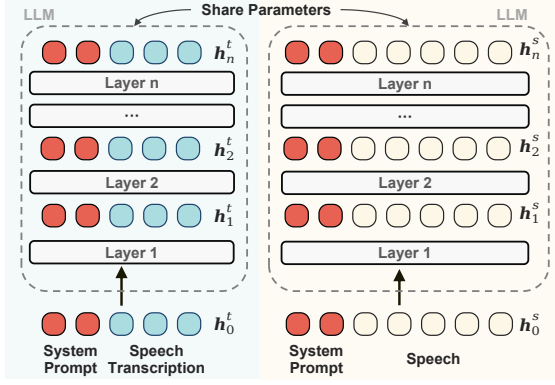 LLM
Share Parameters
LLM
h_n^t
h_n^s
Layer n
Layer n
...
...
h_2^t
h_2^s
Layer 2
Layer 2
h_1^t
h_1^s
Layer 1
Layer 1
h_0^t
h_0^s
System
Prompt
Speech
Transcription
System
Prompt
Speech